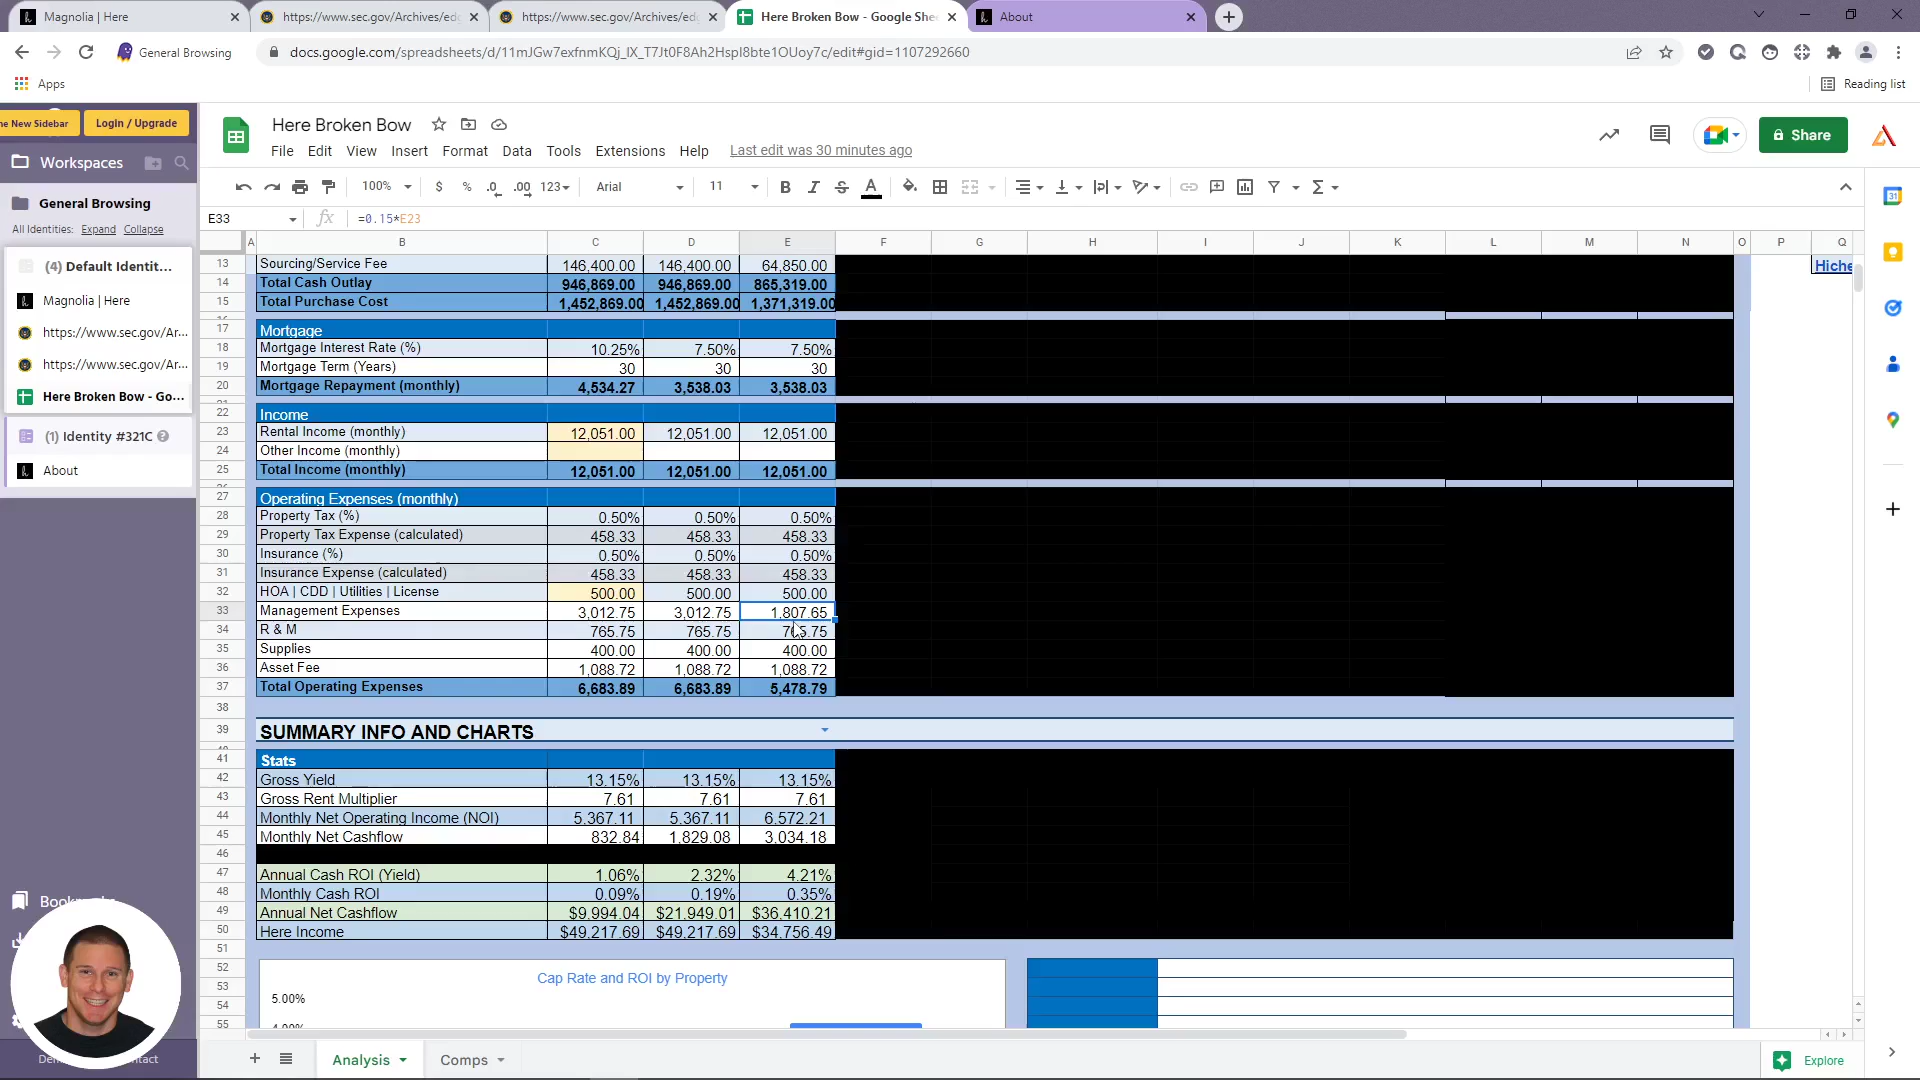 Magnolia | Here
https://www.sec.gov/Archives/edg
https://www.sec.gov/Archives/ed
Here Broken Bow - Google She
About
General Browsing
docs.google.com/spreadsheets/d/11mJGw7exfnmKQj_IX_T7Jt0F8Ah2HspI8bte1OUoy7c/edit#gid=1107292660
Apps
Reading list
he New Sidebar
Login / Upgrade
Workspaces
General Browsing
All Identities: Expand Collapse
(4) Default Identit...
Magnolia | Here
https://www.sec.gov/Ar...
https://www.sec.gov/Ar...
Here Broken Bow - Go...
(1) Identity #321C
About
Here Broken Bow
File Edit View Insert Format Data Tools Extensions Help Last edit was 30 minutes ago
Share
100% $ % .0 .00 123 Arial 11
E33 fx =0.15*E23
A B C D E F G H I J K L M N O P Q
13 Sourcing/Service Fee 146,400.00 146,400.00 64,850.00 Hiche
14 Total Cash Outlay 946,869.00 946,869.00 865,319.00
15 Total Purchase Cost 1,452,869.00 1,452,869.00 1,371,319.00
16
17 Mortgage
18 Mortgage Interest Rate (%) 10.25% 7.50% 7.50%
19 Mortgage Term (Years) 30 30 30
20 Mortgage Repayment (monthly) 4,534.27 3,538.03 3,538.03
21
22 Income
23 Rental Income (monthly) 12,051.00 12,051.00 12,051.00
24 Other Income (monthly)
25 Total Income (monthly) 12,051.00 12,051.00 12,051.00
26
27 Operating Expenses (monthly)
28 Property Tax (%) 0.50% 0.50% 0.50%
29 Property Tax Expense (calculated) 458.33 458.33 458.33
30 Insurance (%) 0.50% 0.50% 0.50%
31 Insurance Expense (calculated) 458.33 458.33 458.33
32 HOA | CDD | Utilities | License 500.00 500.00 500.00
33 Management Expenses 3,012.75 3,012.75 1,807.65
34 R & M 765.75 765.75 765.75
35 Supplies 400.00 400.00 400.00
36 Asset Fee 1,088.72 1,088.72 1,088.72
37 Total Operating Expenses 6,683.89 6,683.89 5,478.79
38
39 SUMMARY INFO AND CHARTS
40
41 Stats
42 Gross Yield 13.15% 13.15% 13.15%
43 Gross Rent Multiplier 7.61 7.61 7.61
44 Monthly Net Operating Income (NOI) 5,367.11 5,367.11 6,572.21
45 Monthly Net Cashflow 832.84 1,829.08 3,034.18
46
47 Annual Cash ROI (Yield) 1.06% 2.32% 4.21%
48 Monthly Cash ROI 0.09% 0.19% 0.35%
49 Annual Net Cashflow $9,994.04 $21,949.01 $36,410.21
50 Here Income $49,217.69 $49,217.69 $34,756.49
51
52
53
54
55
Cap Rate and ROI by Property
5.00%
4.00%
Analysis
Comps
Explore